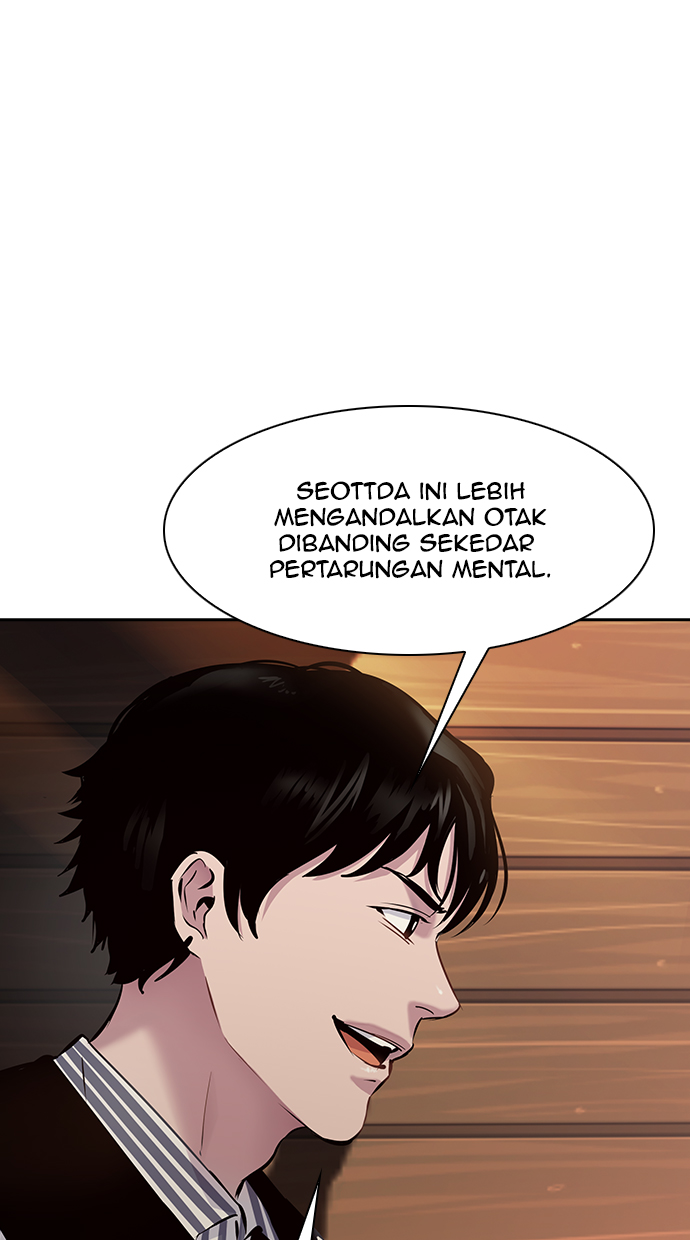 SEOTTDA INI LEBIH
MENGANDALKAN OTAK
DIBANDING SEKEDAR
PERTARUNGAN MENTAL.